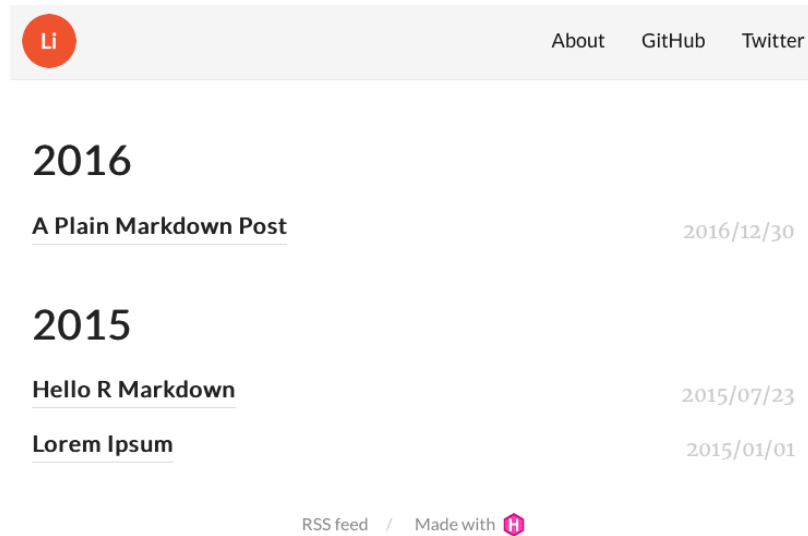 Li About GitHub Twitter
2016
A Plain Markdown Post 2016/12/30
2015
Hello R Markdown 2015/07/23
Lorem Ipsum 2015/01/01
RSS feed / Made with H